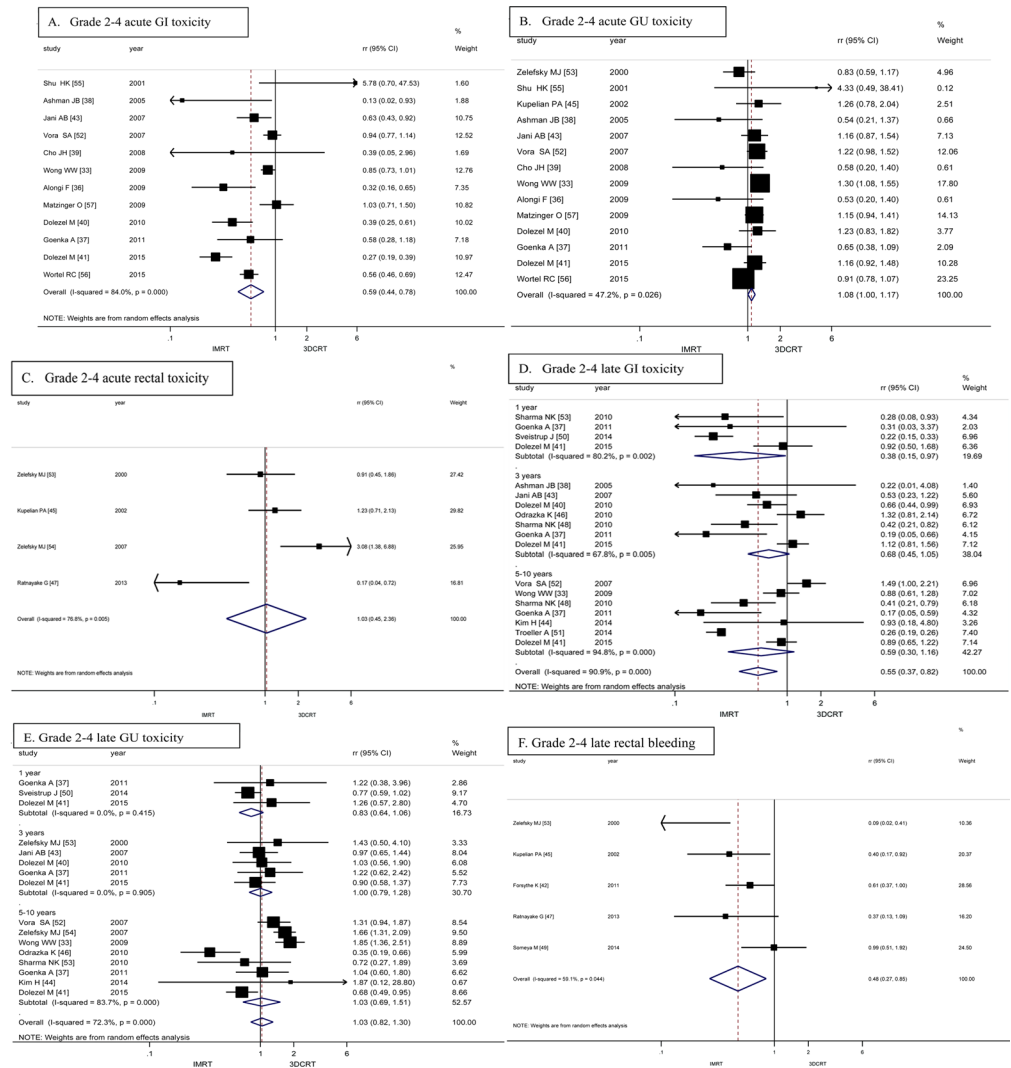 A. Grade 2-4 acute GI toxicity
%
study year rr (95% CI) Weight
Shu HK [55] 2001 5.78 (0.70, 47.53) 1.60
Ashman JB [38] 2005 0.13 (0.02, 0.93) 1.88
Jani AB [43] 2007 0.63 (0.43, 0.92) 10.75
Vora SA [52] 2007 0.94 (0.77, 1.14) 12.52
Cho JH [39] 2008 0.39 (0.05, 2.96) 1.69
Wong WW [33] 2009 0.85 (0.73, 1.01) 12.76
Alongi F [36] 2009 0.32 (0.16, 0.65) 7.35
Matzinger O [57] 2009 1.03 (0.71, 1.50) 10.82
Dolezel M [40] 2010 0.39 (0.25, 0.61) 10.02
Goenka A [37] 2011 0.58 (0.28, 1.18) 7.18
Dolezel M [41] 2015 0.27 (0.19, 0.39) 10.97
Wortel RC [56] 2015 0.56 (0.46, 0.69) 12.47
Overall (I-squared = 84.0%, p = 0.000) 0.59 (0.44, 0.78) 100.00
NOTE: Weights are from random effects analysis
.1 1 2 6
IMRT 3DCRT
B. Grade 2-4 acute GU toxicity
%
study year rr (95% CI) Weight
Zelefsky MJ [53] 2000 0.83 (0.59, 1.17) 4.96
Shu HK [55] 2001 4.33 (0.49, 38.41) 0.12
Kupelian PA [45] 2002 1.26 (0.78, 2.04) 2.51
Ashman JB [38] 2005 0.54 (0.21, 1.37) 0.66
Jani AB [43] 2007 1.16 (0.87, 1.54) 7.13
Vora SA [52] 2007 1.22 (0.98, 1.52) 12.06
Cho JH [39] 2008 0.58 (0.20, 1.40) 0.61
Wong WW [33] 2009 1.30 (1.08, 1.55) 17.80
Alongi F [36] 2009 0.53 (0.20, 1.40) 0.61
Matzinger O [57] 2009 1.15 (0.94, 1.41) 14.13
Dolezel M [40] 2010 1.23 (0.83, 1.82) 3.77
Goenka A [37] 2011 0.65 (0.38, 1.09) 2.09
Dolezel M [41] 2015 1.16 (0.92, 1.48) 10.28
Wortel RC [56] 2015 0.91 (0.78, 1.07) 23.25
Overall (I-squared = 47.2%, p = 0.026) 1.08 (1.00, 1.17) 100.00
NOTE: Weights are from random effects analysis
.1 1 2 6
IMRT 3DCRT
C. Grade 2-4 acute rectal toxicity
%
study year rr (95% CI) Weight
Zelefsky MJ [53] 2000 0.91 (0.45, 1.86) 27.42
Kupelian PA [45] 2002 1.23 (0.71, 2.13) 29.82
Zelefsky MJ [54] 2007 3.08 (1.38, 6.88) 25.95
Ratnayake G [47] 2013 0.17 (0.04, 0.72) 16.81
Overall (I-squared = 76.8%, p = 0.005) 1.03 (0.45, 2.36) 100.00
NOTE: Weights are from random effects analysis
.1 1 2 6
IMRT 3DCRT
D. Grade 2-4 late GI toxicity
%
study year rr (95% CI) Weight
1 year
Sharma NK [53] 2010 0.28 (0.08, 0.93) 4.34
Goenka A [37] 2011 0.31 (0.03, 3.37) 2.03
Sveistrup J [50] 2014 0.22 (0.15, 0.33) 6.96
Dolezel M [41] 2015 0.92 (0.50, 1.68) 6.36
Subtotal (I-squared = 80.2%, p = 0.002) 0.38 (0.15, 0.97) 19.69
.
3 years
Ashman JB [38] 2005 0.22 (0.01, 4.08) 1.40
Jani AB [43] 2007 0.53 (0.23, 1.22) 5.60
Dolezel M [40] 2010 0.66 (0.44, 0.99) 6.93
Odrazka K [46] 2010 1.32 (0.81, 2.14) 6.72
Sharma NK [48] 2010 0.42 (0.21, 0.82) 6.12
Goenka A [37] 2011 0.19 (0.05, 0.66) 4.15
Dolezel M [41] 2015 1.12 (0.81, 1.56) 7.12
Subtotal (I-squared = 67.8%, p = 0.005) 0.68 (0.45, 1.05) 38.04
.
5-10 years
Vora SA [52] 2007 1.49 (1.00, 2.21) 6.96
Wong WW [33] 2009 0.88 (0.61, 1.28) 7.02
Sharma NK [48] 2010 0.41 (0.21, 0.79) 6.18
Goenka A [37] 2011 0.17 (0.05, 0.59) 4.32
Kim H [44] 2014 0.93 (0.18, 4.80) 3.26
Troeller A [51] 2014 0.26 (0.19, 0.26) 7.40
Dolezel M [41] 2015 0.89 (0.65, 1.22) 7.14
Subtotal (I-squared = 94.8%, p = 0.000) 0.59 (0.30, 1.16) 42.27
.
Overall (I-squared = 90.9%, p = 0.000) 0.55 (0.37, 0.82) 100.00
NOTE: Weights are from random effects analysis
.1 1 2 6
IMRT 3DCRT
E. Grade 2-4 late GU toxicity
%
study year rr (95% CI) Weight
1 year
Goenka A [37] 2011 1.22 (0.38, 3.96) 2.86
Sveistrup J [50] 2014 0.77 (0.59, 1.02) 9.17
Dolezel M [41] 2015 1.26 (0.57, 2.80) 4.70
Subtotal (I-squared = 0.0%, p = 0.415) 0.83 (0.64, 1.06) 16.73
.
3 years
Zelefsky MJ [53] 2000 1.43 (0.50, 4.10) 3.33
Jani AB [43] 2007 0.97 (0.65, 1.44) 8.04
Dolezel M [40] 2010 1.03 (0.56, 1.90) 6.08
Goenka A [37] 2011 1.22 (0.62, 2.42) 5.52
Dolezel M [41] 2015 0.90 (0.58, 1.37) 7.73
Subtotal (I-squared = 0.0%, p = 0.905) 1.00 (0.79, 1.28) 30.70
.
5-10 years
Vora SA [52] 2007 1.31 (0.94, 1.87) 8.54
Zelefsky MJ [54] 2007 1.66 (1.31, 2.09) 9.50
Wong WW [33] 2009 1.85 (1.36, 2.51) 8.89
Odrazka K [46] 2010 0.35 (0.19, 0.66) 5.99
Sharma NK [53] 2010 0.72 (0.27, 1.89) 3.69
Goenka A [37] 2011 1.04 (0.60, 1.80) 6.62
Kim H [44] 2014 1.87 (0.12, 28.80) 0.67
Dolezel M [41] 2015 0.68 (0.49, 0.95) 8.66
Subtotal (I-squared = 83.7%, p = 0.000) 1.03 (0.69, 1.51) 52.57
.
Overall (I-squared = 72.3%, p = 0.000) 1.03 (0.82, 1.30) 100.00
NOTE: Weights are from random effects analysis
.1 1 2 6
IMRT 3DCRT
F. Grade 2-4 late rectal bleeding
%
study year rr (95% CI) Weight
Zelefsky MJ [53] 2000 0.09 (0.02, 0.41) 10.36
Kupelian PA [45] 2002 0.40 (0.17, 0.92) 20.37
Forsythe K [42] 2011 0.61 (0.37, 1.00) 28.56
Ratnayake G [47] 2013 0.37 (0.13, 1.09) 16.20
Someya M [49] 2014 0.99 (0.51, 1.92) 24.50
Overall (I-squared = 59.1%, p = 0.044) 0.48 (0.27, 0.85) 100.00
NOTE: Weights are from random effects analysis
.1 1 2 6
IMRT 3DCRT